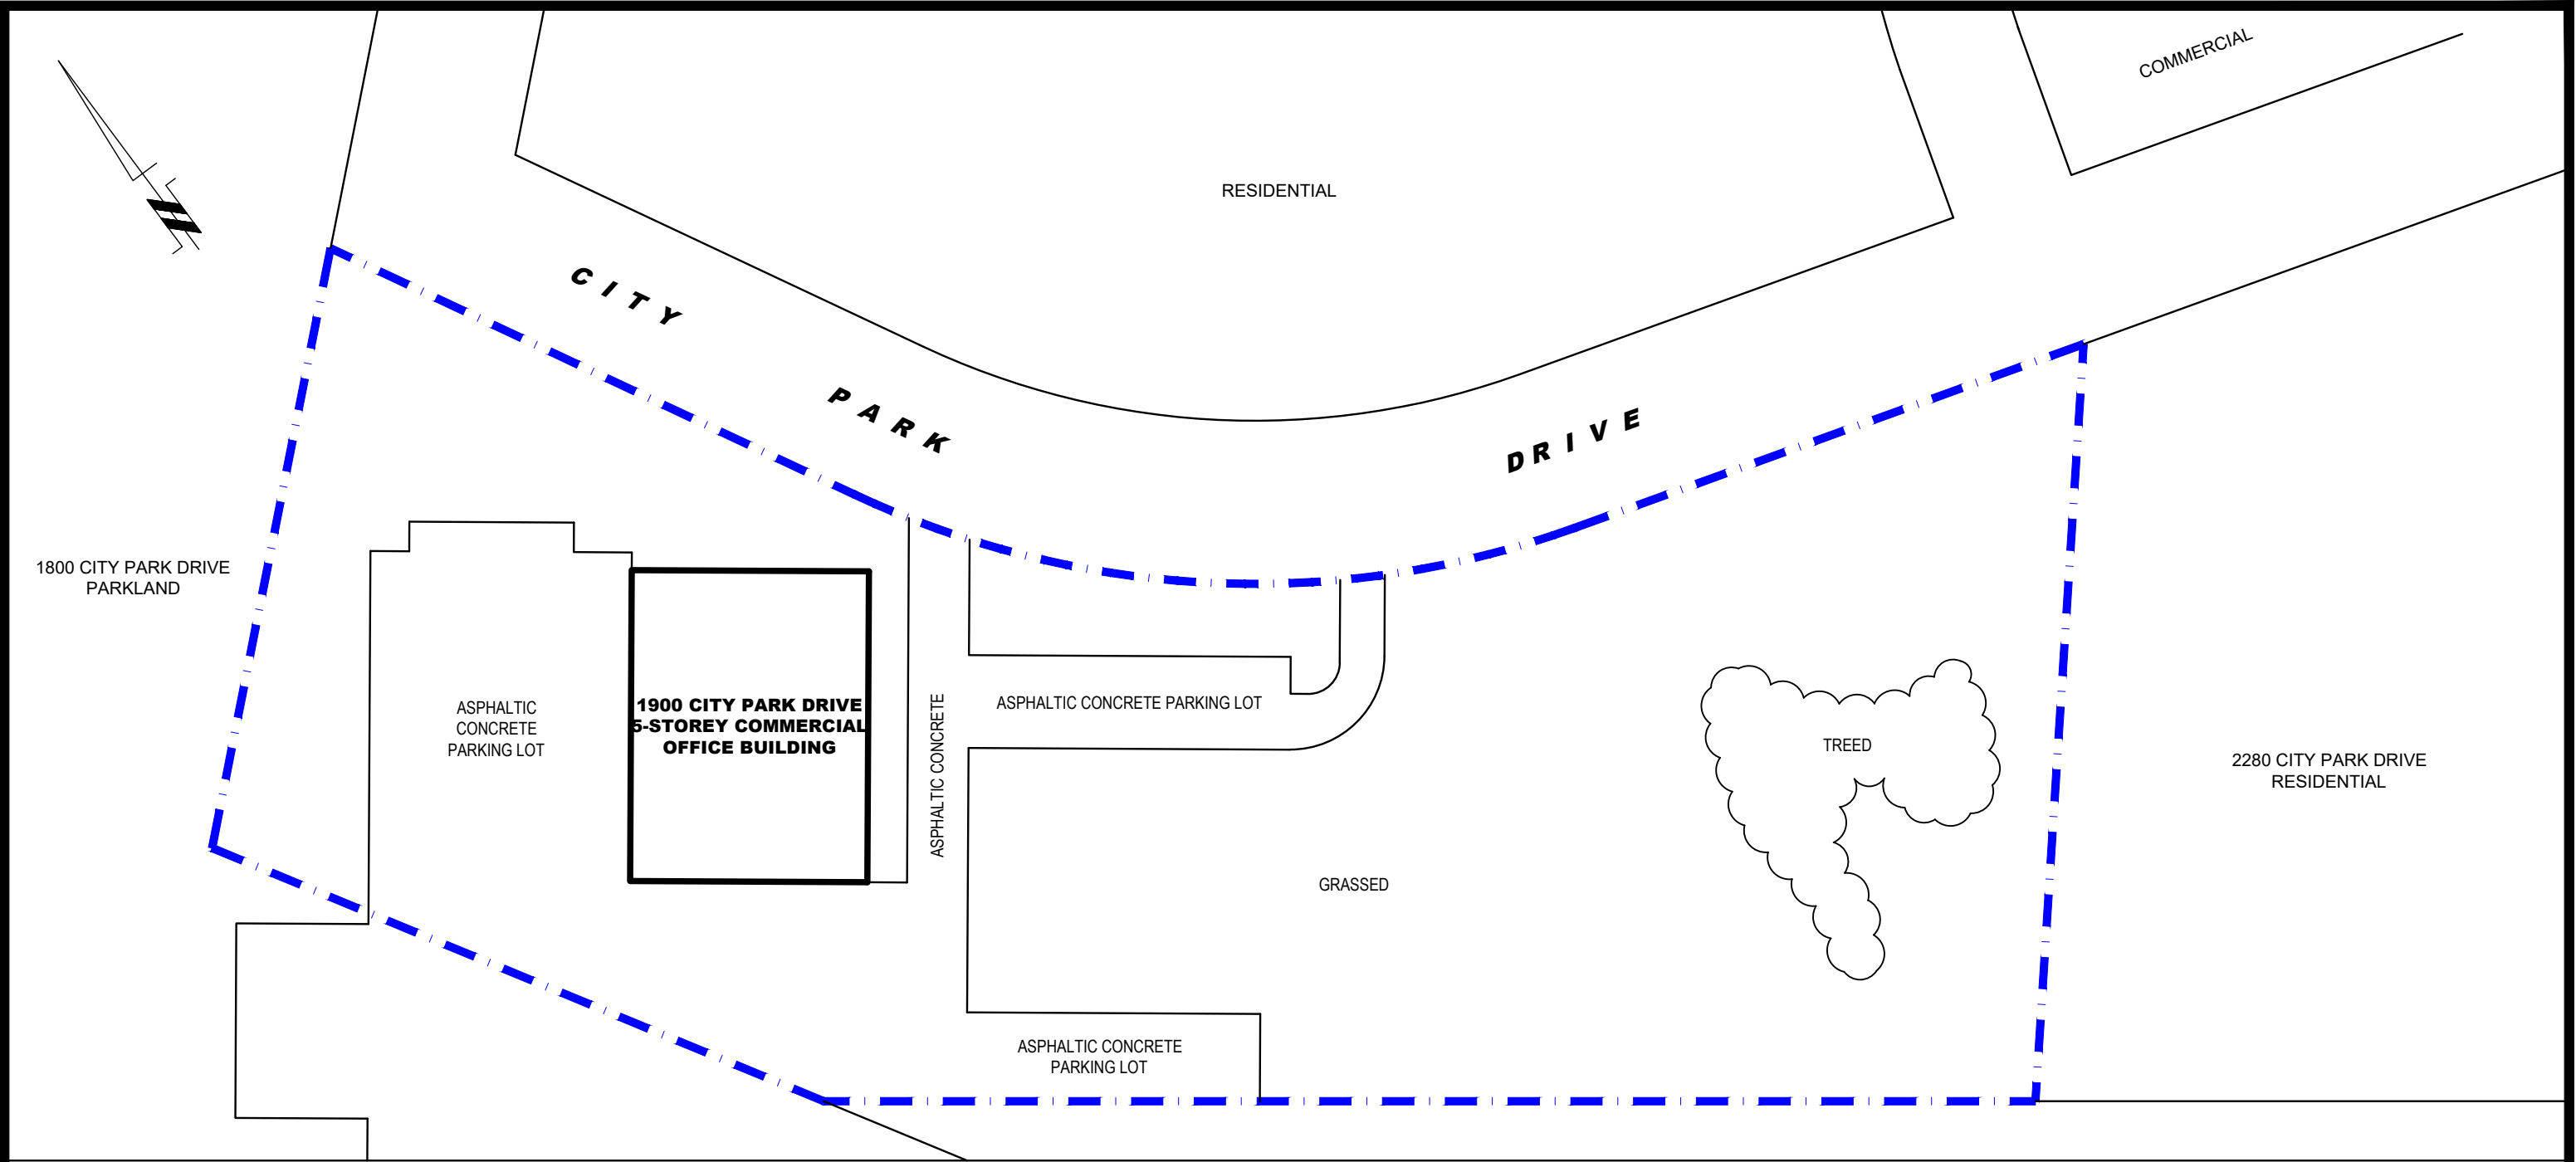 COMMERCIAL
RESIDENTIAL
CITY
PARK
DRIVE
1800 CITY PARK DRIVE
PARKLAND
ASPHALTIC
CONCRETE
PARKING LOT
1900 CITY PARK DRIVE
5-STOREY COMMERCIAL
OFFICE BUILDING
ASPHALTIC CONCRETE
ASPHALTIC CONCRETE PARKING LOT
TREED
2280 CITY PARK DRIVE
RESIDENTIAL
GRASSED
ASPHALTIC CONCRETE
PARKING LOT